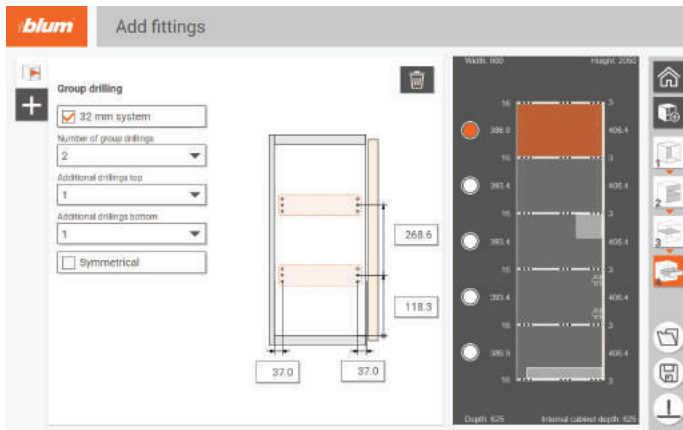 blum
Add fittings
Group drilling
32 mm system
Number of group drillings
2
Additional drillings top
1
Additional drillings bottom
1
Symmetrical
268.6
118.3
37.0
37.0
Width: 600
Height: 2050
16
3
386.9
406.4
16
3
393.4
406.4
16
3
393.4
406.4
16
3
393.4
406.4
16
3
386.9
406.4
16
3
Depth: 625
Internal cabinet depth: 625
1
2
3
4